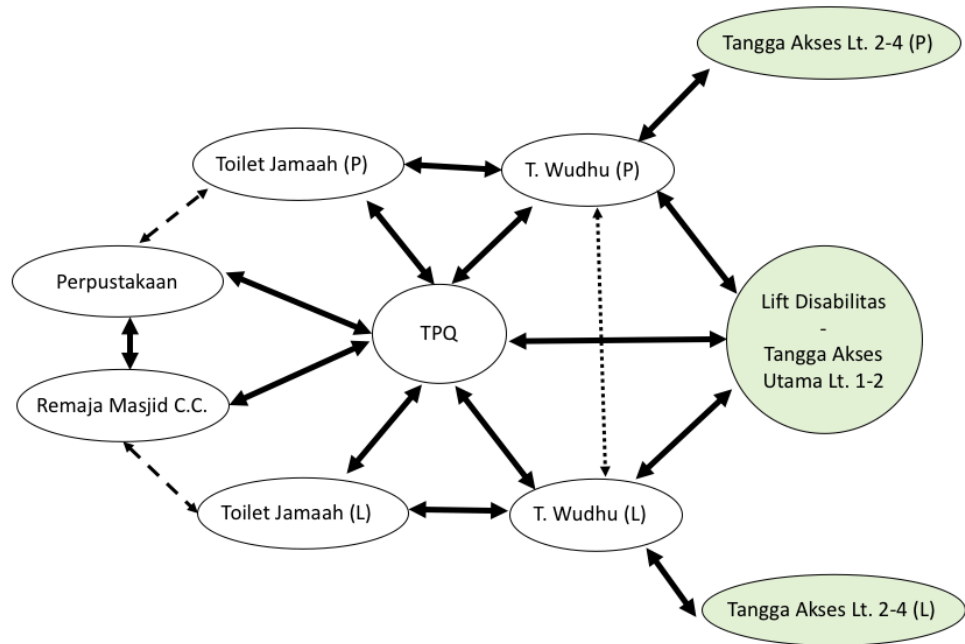 Tangga Akses Lt. 2-4 (P)
Toilet Jamaah (P)
T. Wudhu (P)
Perpustakaan
TPQ
Lift Disabilitas
-
Tangga Akses
Utama Lt. 1-2
Remaja Masjid C.C.
Toilet Jamaah (L)
T. Wudhu (L)
Tangga Akses Lt. 2-4 (L)